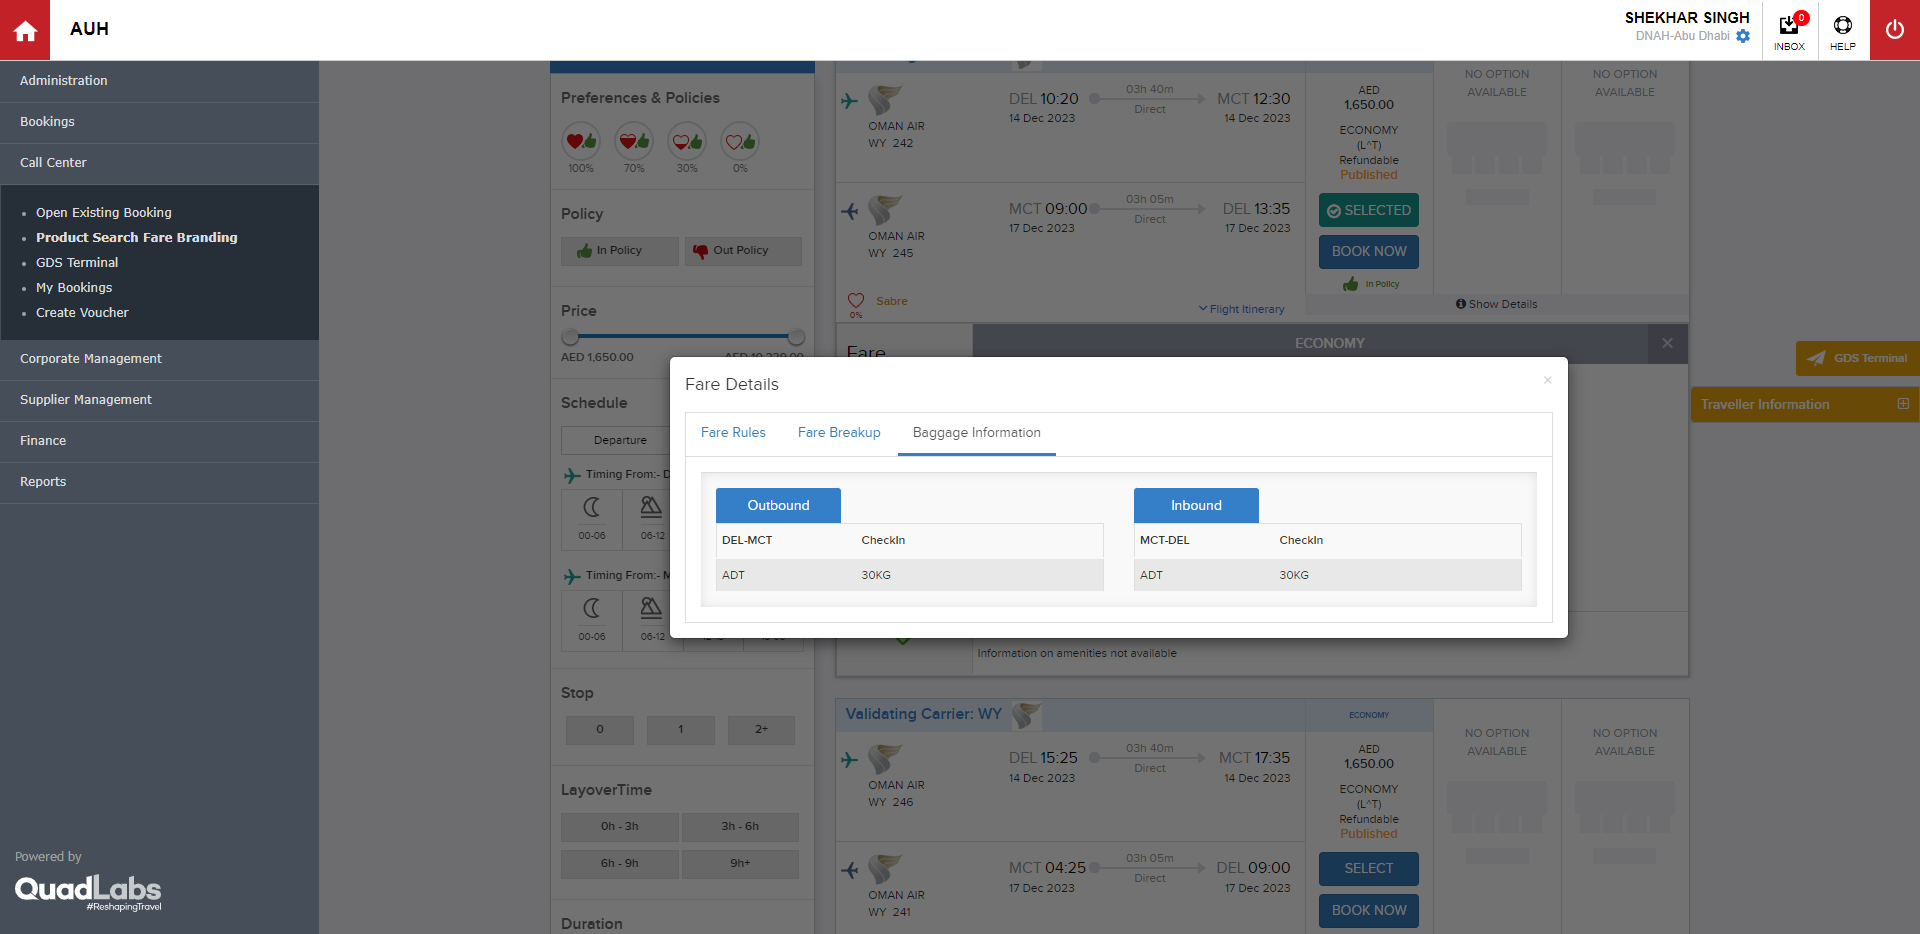 AUH
SHEKHAR SINGH
DNAH-Abu Dhabi
0
INBOX
HELP
Administration
Bookings
Call Center
Open Existing Booking
Product Search Fare Branding
GDS Terminal
My Bookings
Create Voucher
Corporate Management
Supplier Management
Finance
Reports
Powered by
QuadLabs
#ReshapingTravel
Preferences & Policies
100% 70% 30% 0%
Policy
In Policy Out Policy
Price
AED 1,650.00
Schedule
Departure
Timing From:-
00-06 06-12
Timing From:-
00-06 06-12
Stop
0 1 2+
LayoverTime
0h - 3h 3h - 6h
6h - 9h 9h+
Duration
DEL 10:20 03h 40m MCT 12:30
14 Dec 2023 Direct 14 Dec 2023
OMAN AIR
WY 242
MCT 09:00 03h 05m DEL 13:35
17 Dec 2023 Direct 17 Dec 2023
OMAN AIR
WY 245
0%
Sabre
Flight Itinerary
AED
1,650.00
ECONOMY
(L^T)
Refundable
Published
SELECTED
BOOK NOW
In Policy
NO OPTION
AVAILABLE
NO OPTION
AVAILABLE
Show Details
Fare
ECONOMY
GDS Terminal
Traveller Information
Fare Details
Fare Rules Fare Breakup Baggage Information
Outbound
DEL-MCT CheckIn
ADT 30KG
Inbound
MCT-DEL CheckIn
ADT 30KG
Information on amenities not available
Validating Carrier: WY
ECONOMY
DEL 15:25 03h 40m MCT 17:35
14 Dec 2023 Direct 14 Dec 2023
OMAN AIR
WY 246
MCT 04:25 03h 05m DEL 09:00
17 Dec 2023 Direct 17 Dec 2023
OMAN AIR
WY 241
AED
1,650.00
ECONOMY
(L^T)
Refundable
Published
SELECT
BOOK NOW
NO OPTION
AVAILABLE
NO OPTION
AVAILABLE